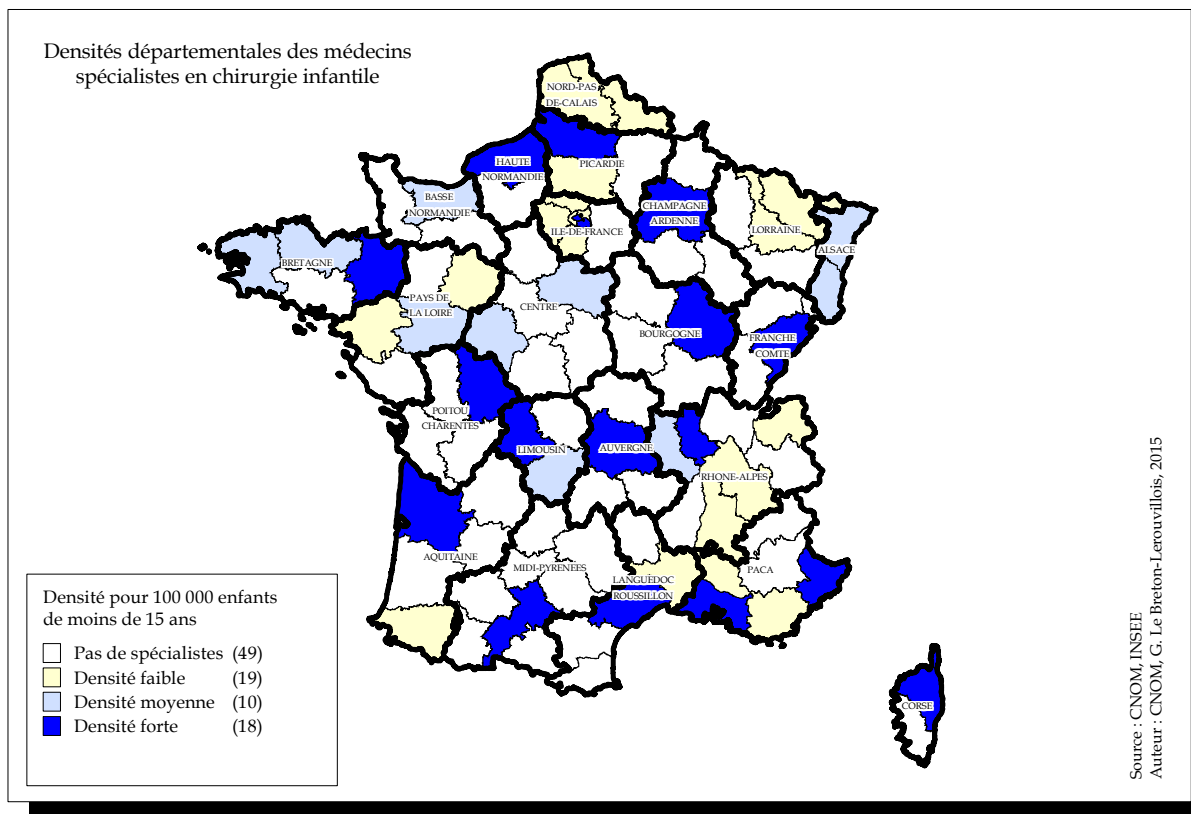 Densités départementales des médecins
spécialistes en chirurgie infantile
NORD-PAS
DE-CALAIS
HAUTE
NORMANDIE
PICARDIE
BASSE
NORMANDIE
CHAMPAGNE
ARDENNE
ILE-DE-FRANCE
LORRAINE
ALSACE
BRETAGNE
PAYS DE
LA LOIRE
CENTRE
BOURGOGNE
FRANCHE
COMTE
POITOU
CHARENTES
LIMOUSIN
AUVERGNE
RHONE-ALPES
AQUITAINE
MIDI-PYRENEES
LANGUEDOC
ROUSSILLON
PACA
CORSE
Densité pour 100 000 enfants
de moins de 15 ans
Pas de spécialistes (49)
Densité faible (19)
Densité moyenne (10)
Densité forte (18)
Source : CNOM, INSEE
Auteur : CNOM, G. Le Breton-Lerouvillois, 2015